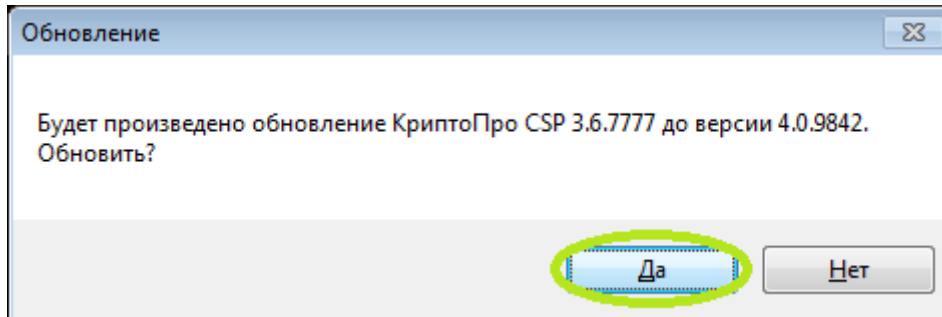 Обновление
Будет произведено обновление КриптоПро CSP 3.6.7777 до версии 4.0.9842.
Обновить?
Да
Нет